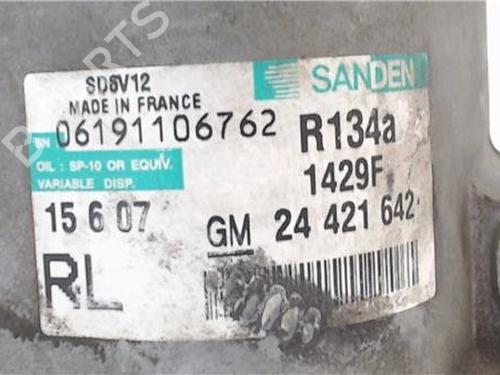 SD6V12
MADE IN FRANCE
SANDEN
SN 06191106762
R134a
OIL : SP-10 OR EQUIV.
VARIABLE DISP.
1429F
15 6 07
GM 24 421 642
RL
PARTS